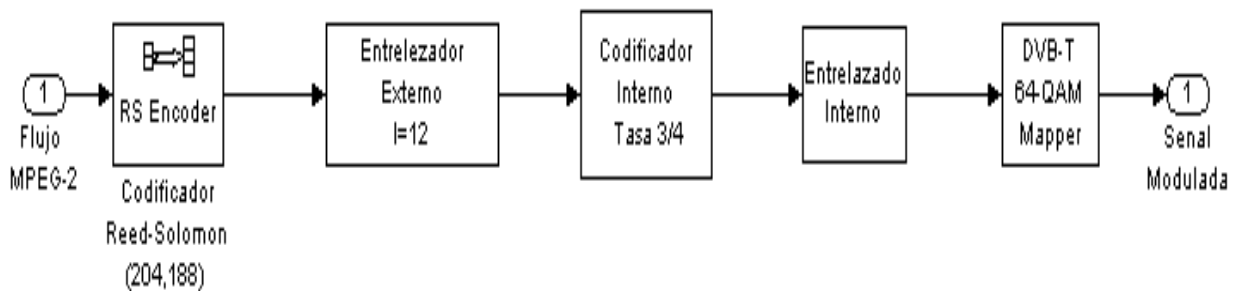 1
Flujo
MPEG-2
RS Encoder
Codificador
Reed-Solomon
(204,188)
Entrelezador
Externo
I=12
Codificador
Interno
Tasa 3/4
Entrelazado
Interno
DVB-T
64-QAM
Mapper
1
Senal
Modulada